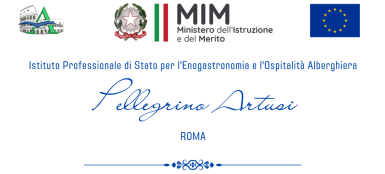 MIM
Ministero dell'Istruzione
e del Merito
Istituto Professionale di Stato per l'Enogastronomia e l'Ospitalità Alberghiera
Pellegrino Artusi
ROMA